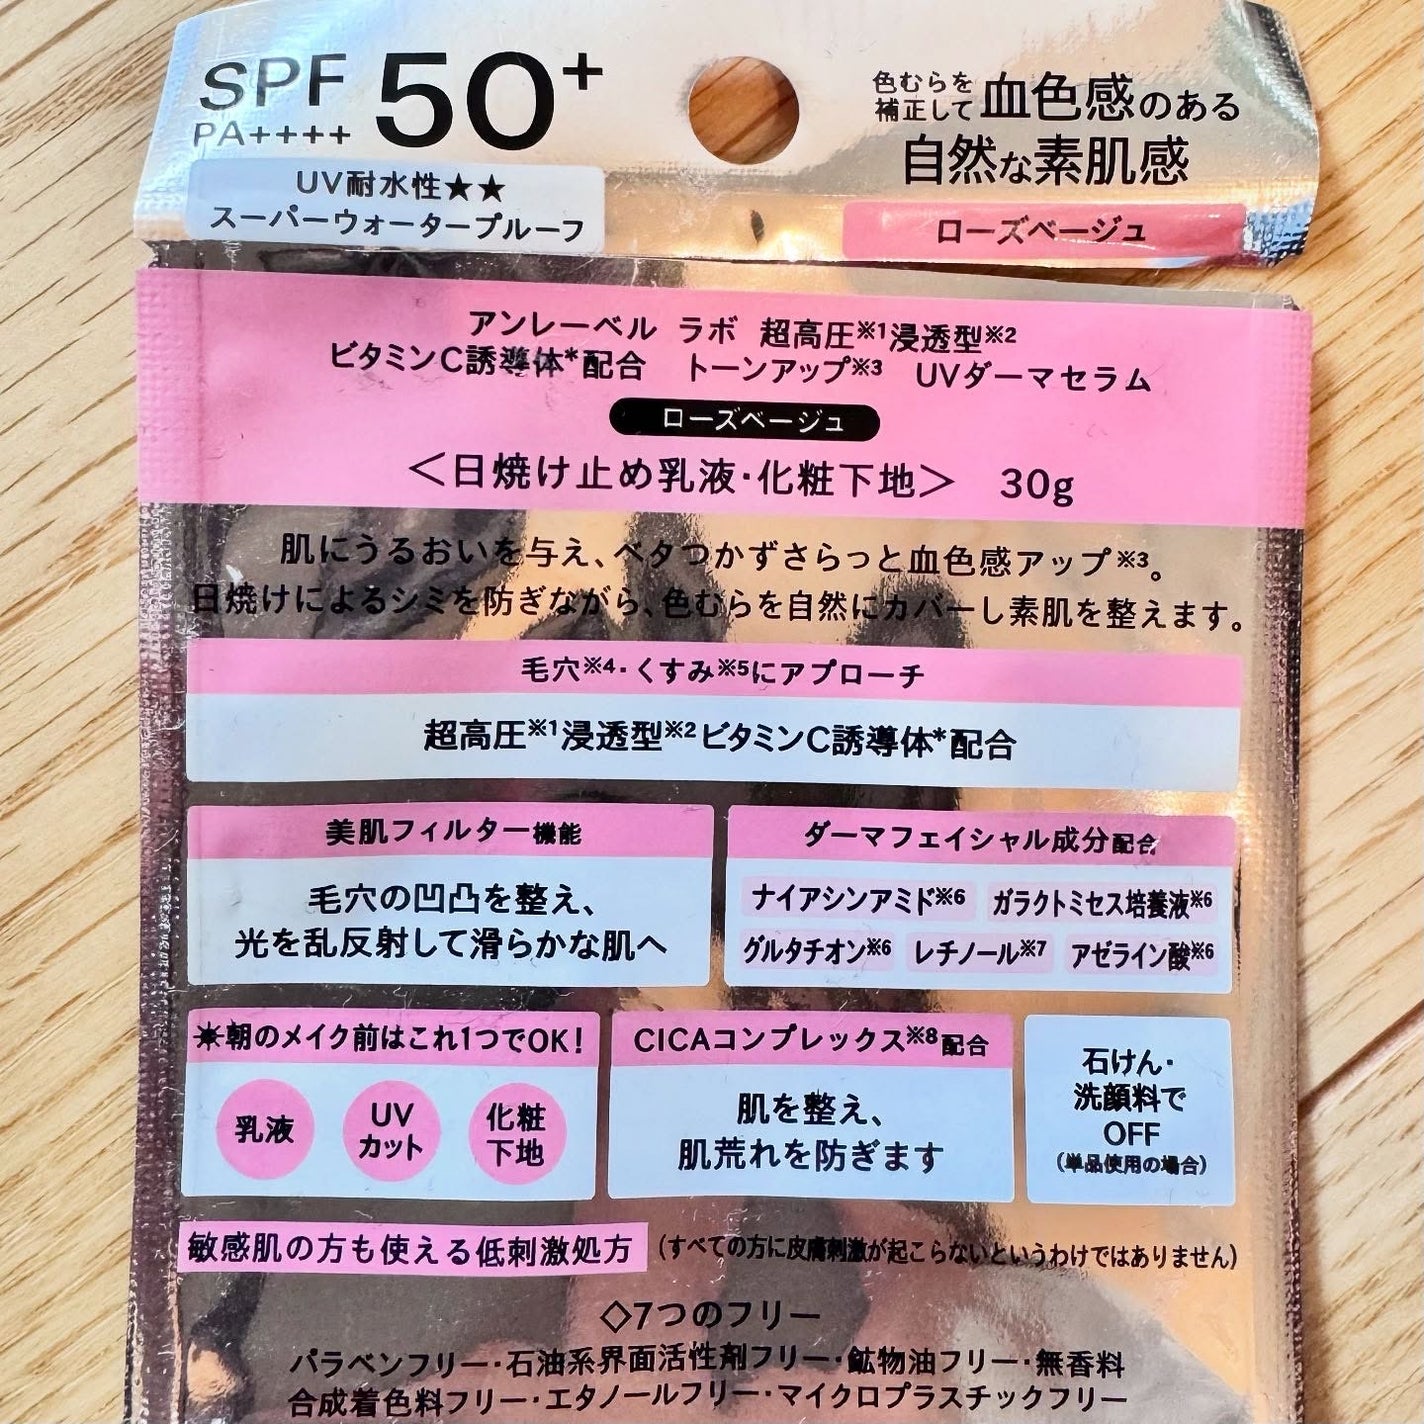 SPF 50+
PA++++
UV耐水性★★
スーパーウォータープルーフ
色むらを
補正して血色感のある
自然な素肌感
ローズベージュ
アンレーベル ラボ 超高圧※1浸透型※2
ビタミンC誘導体*配合 トーンアップ※3 UVダーマセラム
ローズベージュ
＜日焼け止め乳液・化粧下地＞ 30g
肌にうるおいを与え、ベタつかずさらっと血色感アップ※3。
日焼けによるシミを防ぎながら、色むらを自然にカバーし素肌を整えます。
毛穴※4・くすみ※5にアプローチ
超高圧※1浸透型※2ビタミンC誘導体*配合
美肌フィルター機能
毛穴の凹凸を整え、
光を乱反射して滑らかな肌へ
ダーマフェイシャル成分配合
ナイアシンアミド※6 ガラクトミセス培養液※6
グルタチオン※6 レチノール※7 アゼライン酸※6
朝のメイク前はこれ1つでOK!
乳液
UV
カット
化粧
下地
CICAコンプレックス※8配合
肌を整え、
肌荒れを防ぎます
石けん・
洗顔料で
OFF
(単品使用の場合)
敏感肌の方も使える低刺激処方 (すべての方に皮膚刺激が起こらないというわけではありません)
◇7つのフリー
パラベンフリー・石油系界面活性剤フリー・鉱物油フリー・無香料
合成着色料フリー・エタノールフリー・マイクロプラスチックフリー